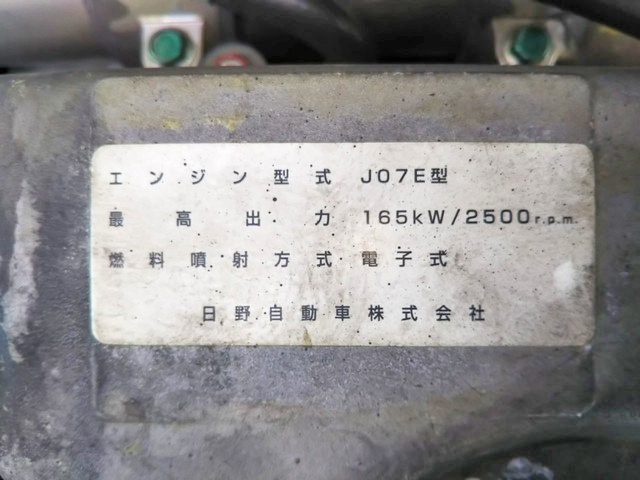 エンジン型式 J07E型
最高出力 165kW/2500r.p.m.
燃料噴射方式 電子式
日野自動車株式会社